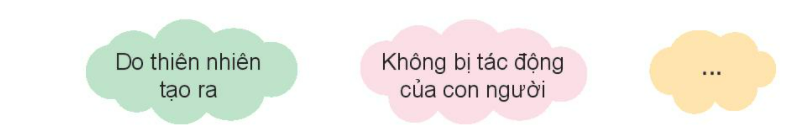 Do thiên nhiên
tạo ra
Không bị tác động
của con người
...